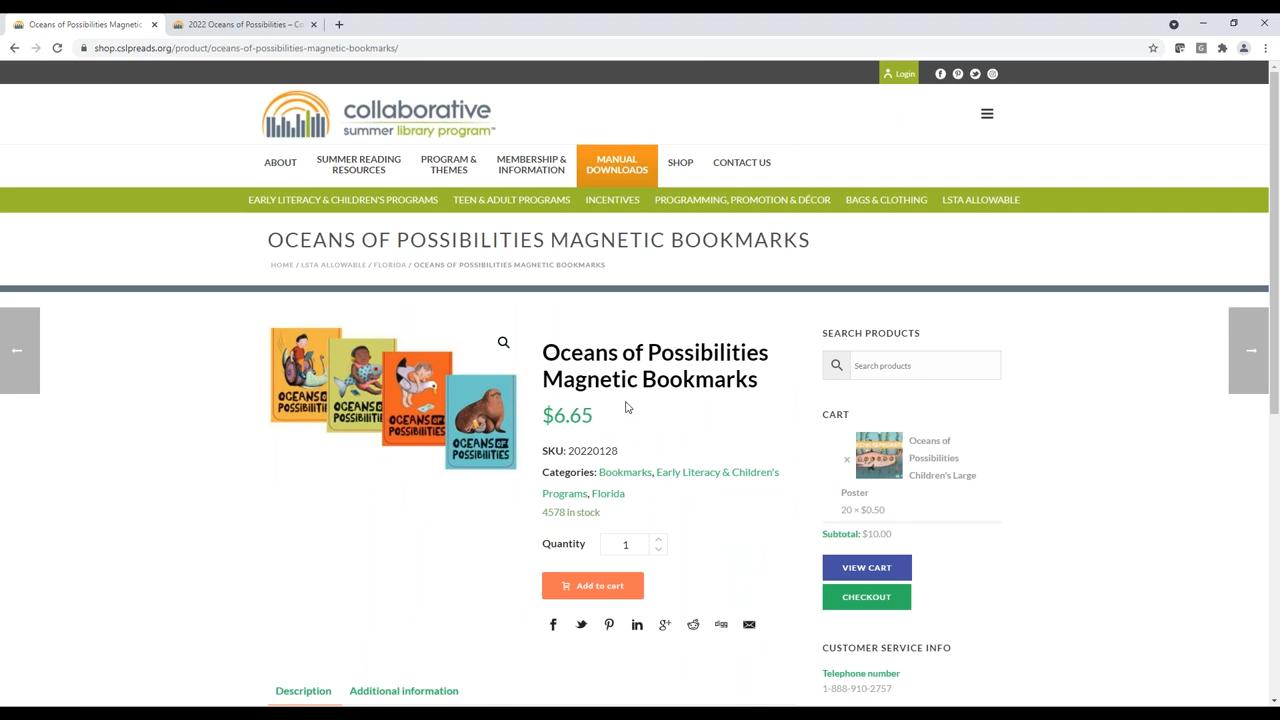 Oceans of Possibilities Magnetic
2022 Oceans of Possibilities – Co
shop.cslpreads.org/product/oceans-of-possibilities-magnetic-bookmarks/
Login
collaborative
summer library program™
ABOUT
SUMMER READING
RESOURCES
PROGRAM &
THEMES
MEMBERSHIP &
INFORMATION
MANUAL
DOWNLOADS
SHOP
CONTACT US
EARLY LITERACY & CHILDREN'S PROGRAMS
TEEN & ADULT PROGRAMS
INCENTIVES
PROGRAMMING, PROMOTION & DÉCOR
BAGS & CLOTHING
LSTA ALLOWABLE
OCEANS OF POSSIBILITIES MAGNETIC BOOKMARKS
HOME / LSTA ALLOWABLE / FLORIDA / OCEANS OF POSSIBILITIES MAGNETIC BOOKMARKS
OCEANS OF
POSSIBILITIES
Oceans of Possibilities
Magnetic Bookmarks
$6.65
SKU: 20220128
Categories: Bookmarks, Early Literacy & Children's
Programs, Florida
4578 in stock
Quantity
1
Add to cart
digg
Description
Additional information
SEARCH PRODUCTS
Search products
CART
×
Oceans of
Possibilities
Children's Large
Poster
20 × $0.50
Subtotal: $10.00
VIEW CART
CHECKOUT
CUSTOMER SERVICE INFO
Telephone number
1-888-910-2757